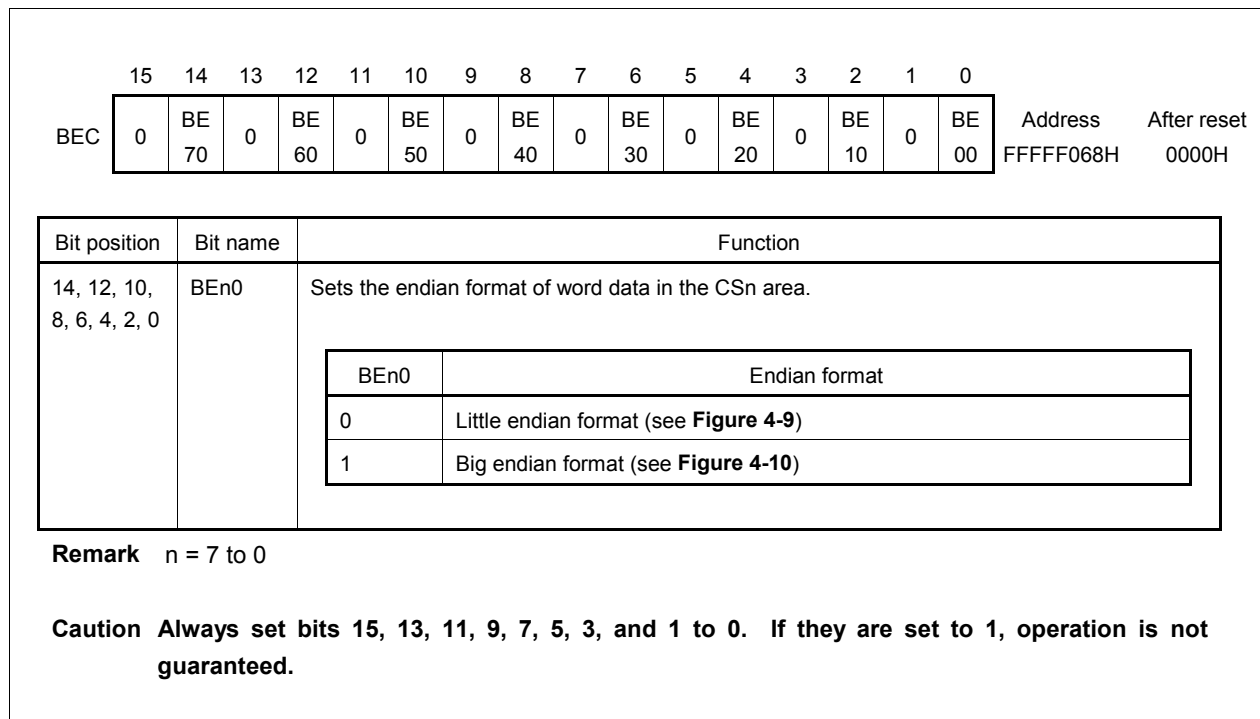 15 14 13 12 11 10 9 8 7 6 5 4 3 2 1 0
BEC 0 BE 70 0 BE 60 0 BE 50 0 BE 40 0 BE 30 0 BE 20 0 BE 10 0 BE 00 Address FFFFF068H After reset 0000H
Bit position Bit name Function
14, 12, 10, BEn0 Sets the endian format of word data in the CSn area.
8, 6, 4, 2, 0
BEn0 Endian format
0 Little endian format (see Figure 4-9)
1 Big endian format (see Figure 4-10)
Remark n = 7 to 0
Caution Always set bits 15, 13, 11, 9, 7, 5, 3, and 1 to 0. If they are set to 1, operation is not
guaranteed.